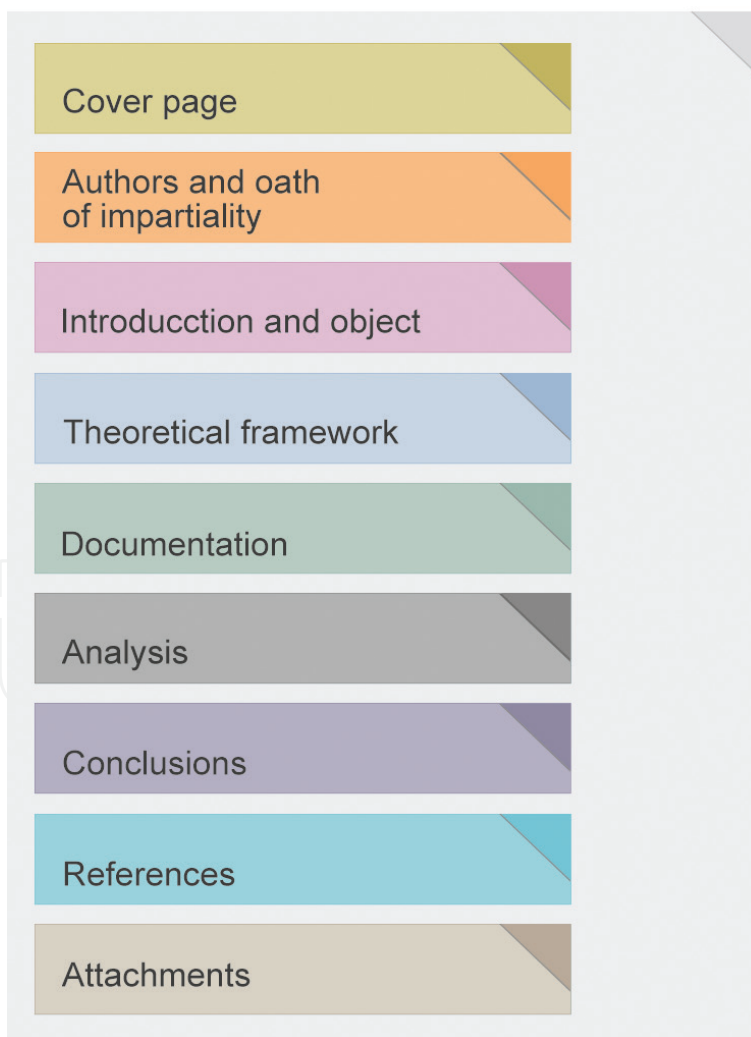 Cover page
Authors and oath
of impartiality
Introducction and object
Theoretical framework
Documentation
Analysis
Conclusions
References
Attachments